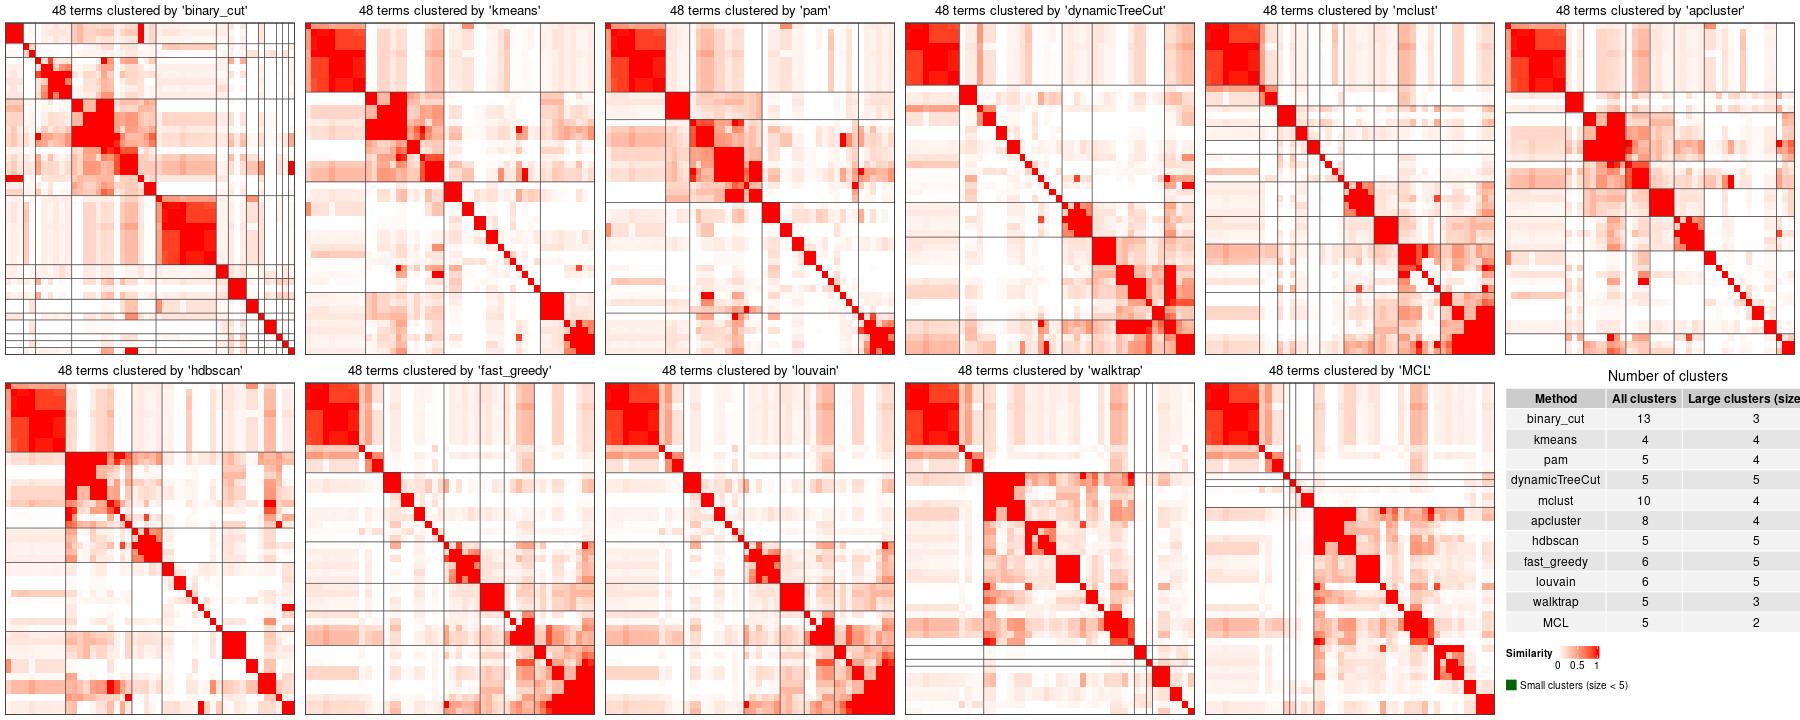 48 terms clustered by 'binary_cut'
48 terms clustered by 'kmeans'
48 terms clustered by 'pam'
48 terms clustered by 'dynamicTreeCut'
48 terms clustered by 'mclust'
48 terms clustered by 'apcluster'
48 terms clustered by 'hdbscan'
48 terms clustered by 'fast_greedy'
48 terms clustered by 'louvain'
48 terms clustered by 'walktrap'
48 terms clustered by 'MCL'
Number of clusters
Method All clusters Large clusters (size
binary_cut 13 3
kmeans 4 4
pam 5 4
dynamicTreeCut 5 5
mclust 10 4
apcluster 8 4
hdbscan 5 5
fast_greedy 6 5
louvain 6 5
walktrap 5 3
MCL 5 2
Similarity
0 0.5 1
Small clusters (size < 5)